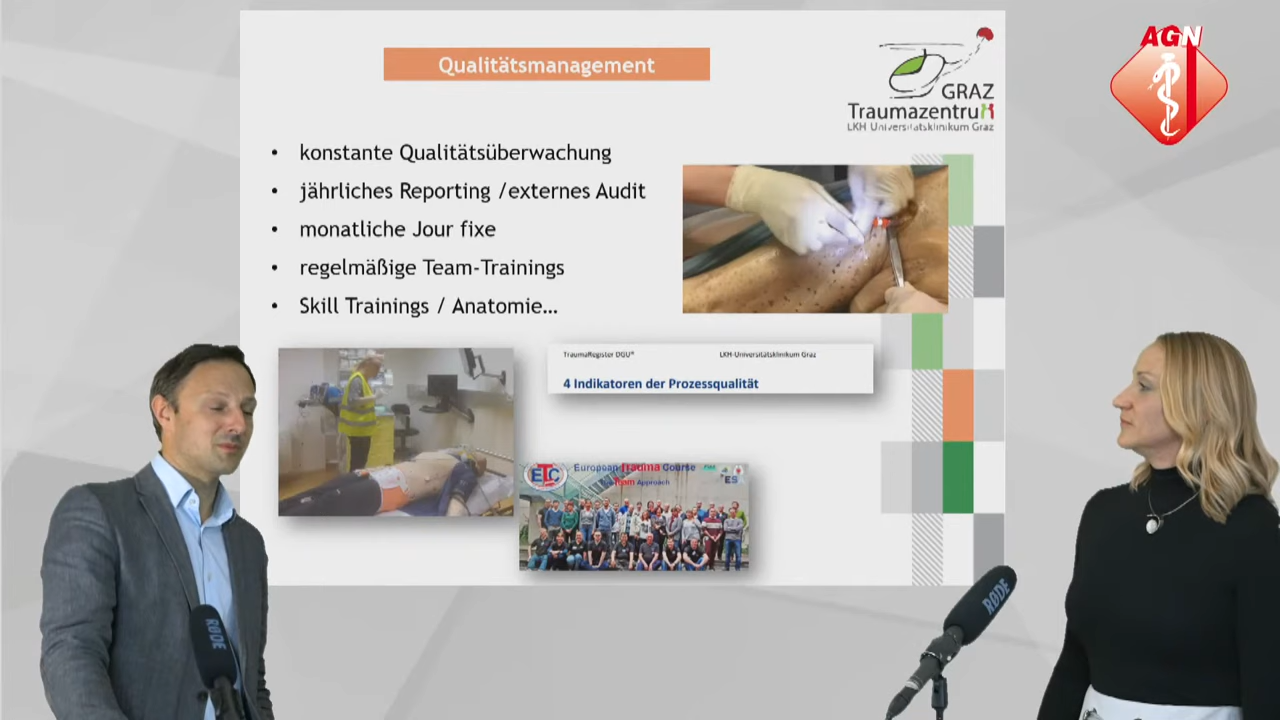 Qualitätsmanagement
GRAZ
Traumazentrum
LKH Universitätsklinikum Graz
AGN
• konstante Qualitätsüberwachung
• jährliches Reporting /externes Audit
• monatliche Jour fixe
• regelmäßige Team-Trainings
• Skill Trainings / Anatomie…
TraumaRegister DGU®
LKH-Universitätsklinikum Graz
4 Indikatoren der Prozessqualität
ETC
European Trauma Course
Team Approach
RØDE
RØDE